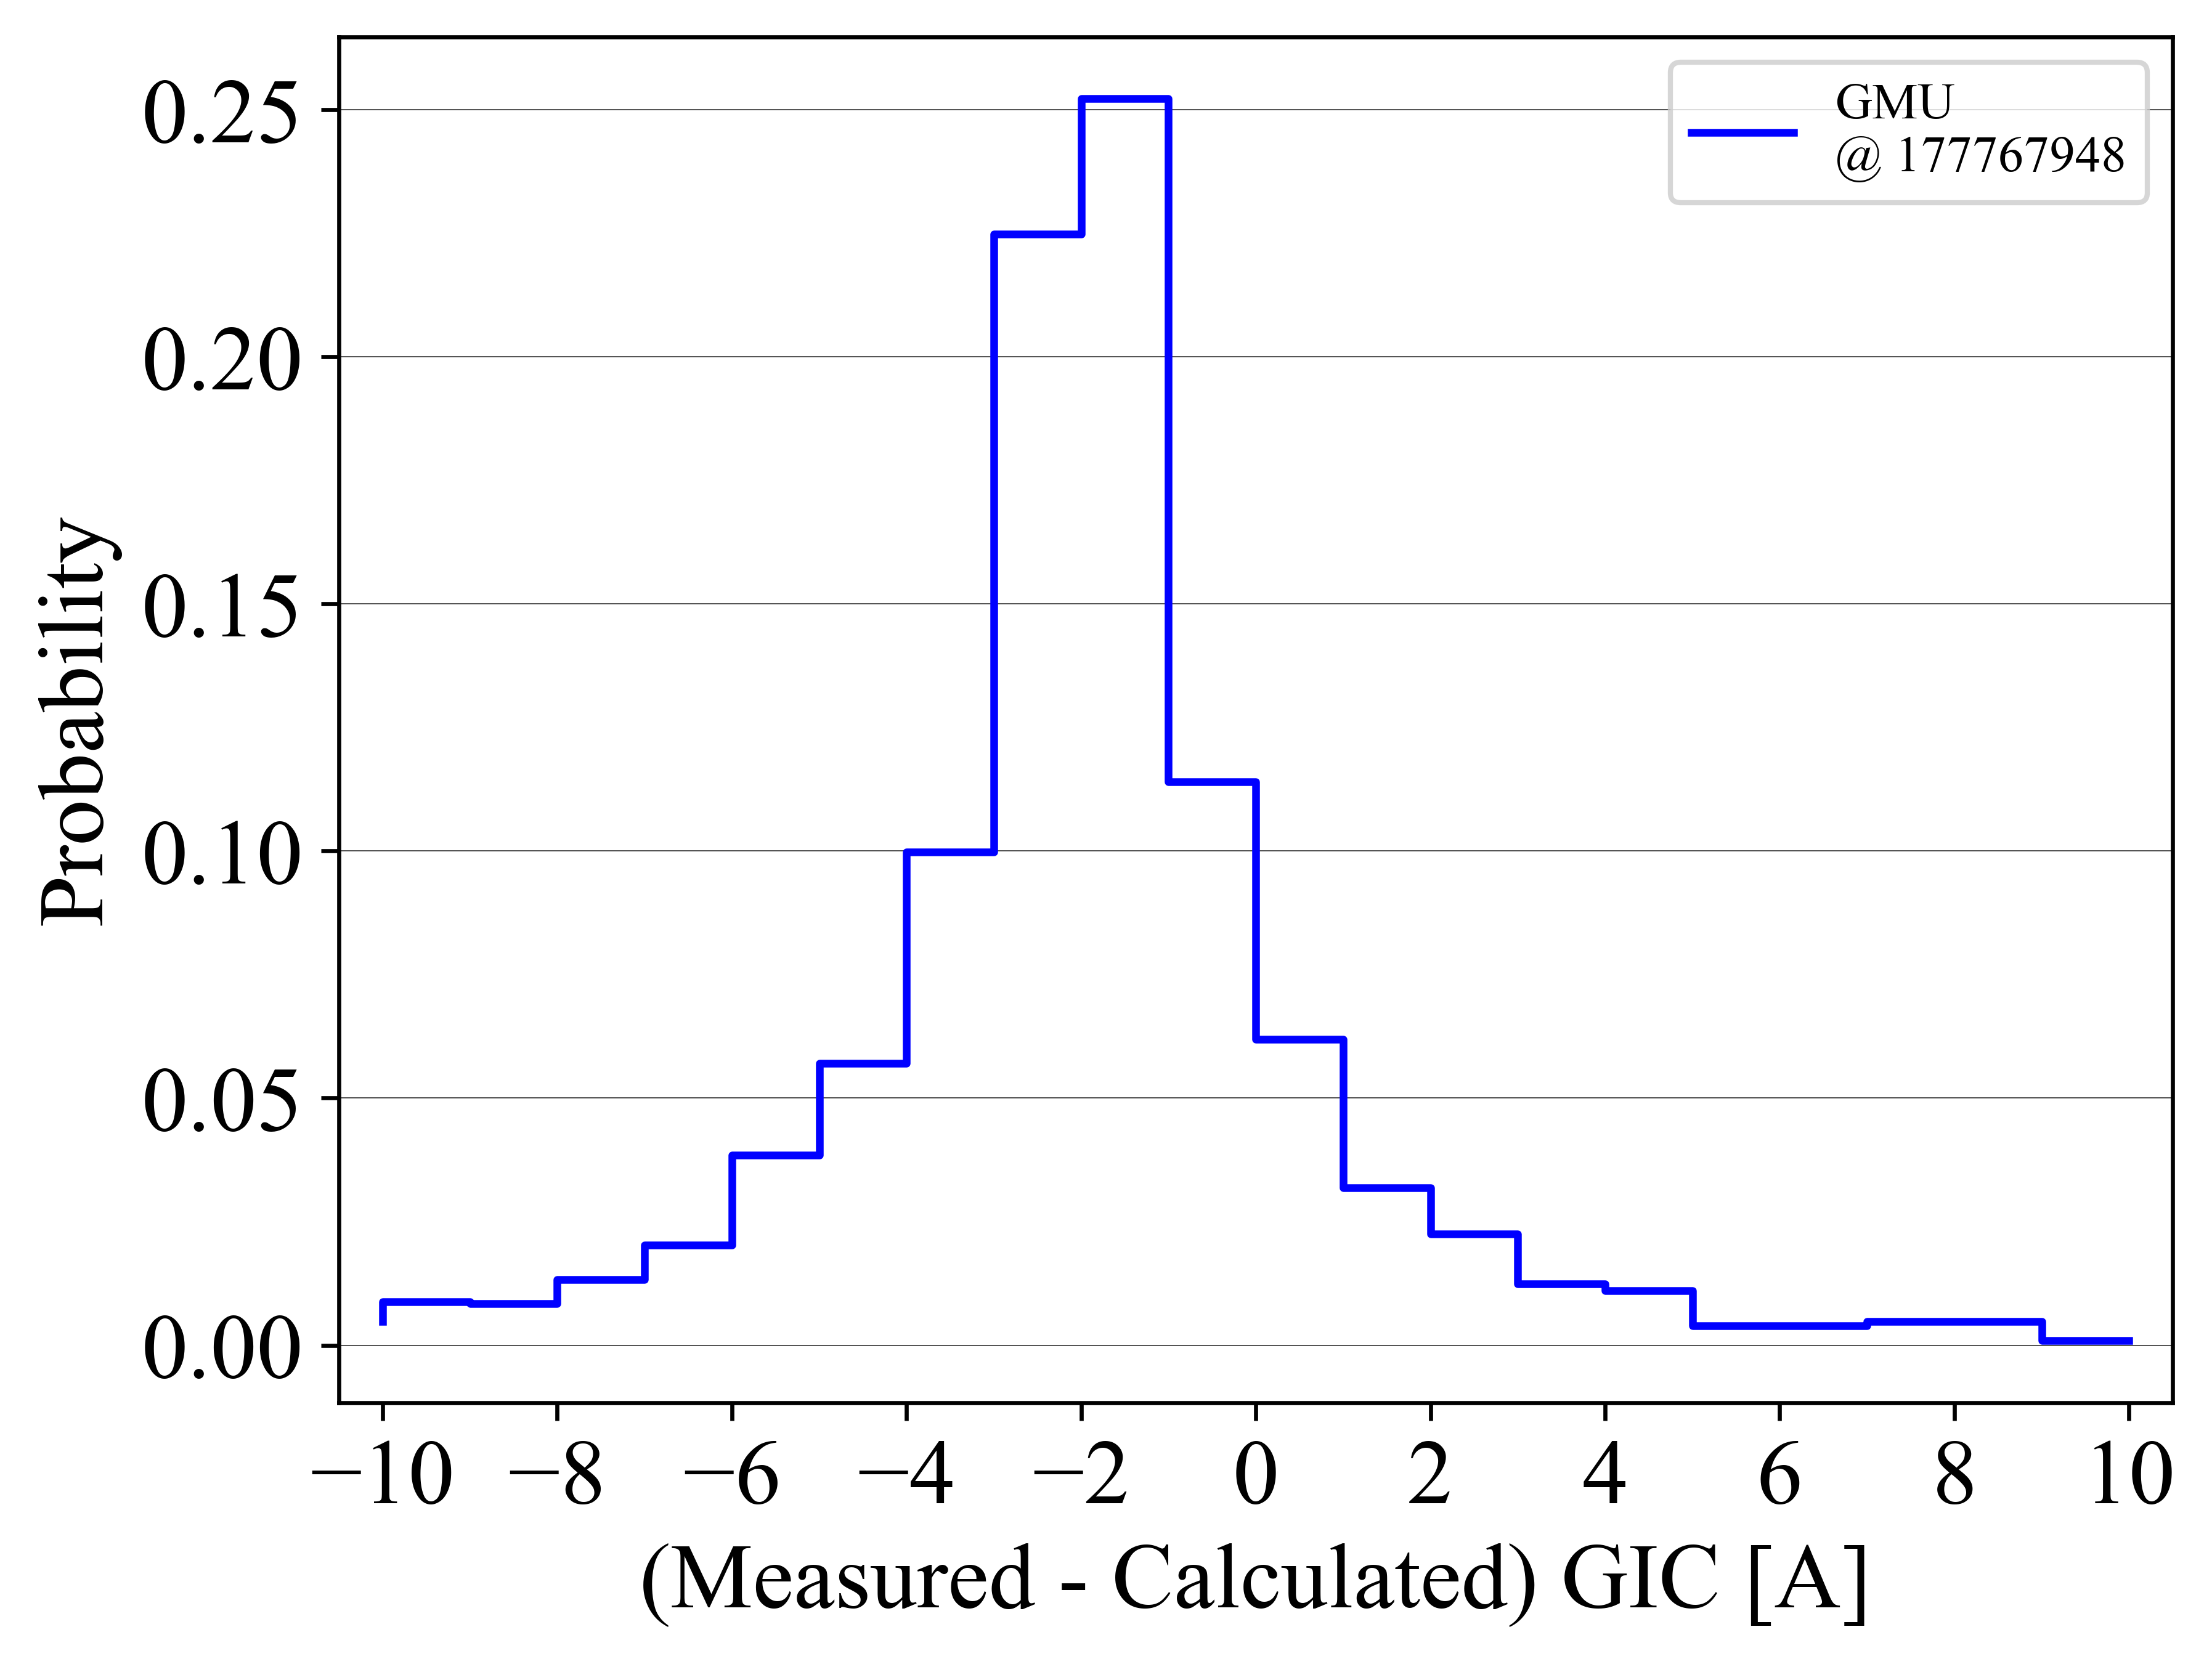 GMU
@ 177767948
0.25
0.20
0.15
0.10
0.05
0.00
Probability
−10 −8 −6 −4 −2 0 2 4 6 8 10
(Measured - Calculated) GIC [A]